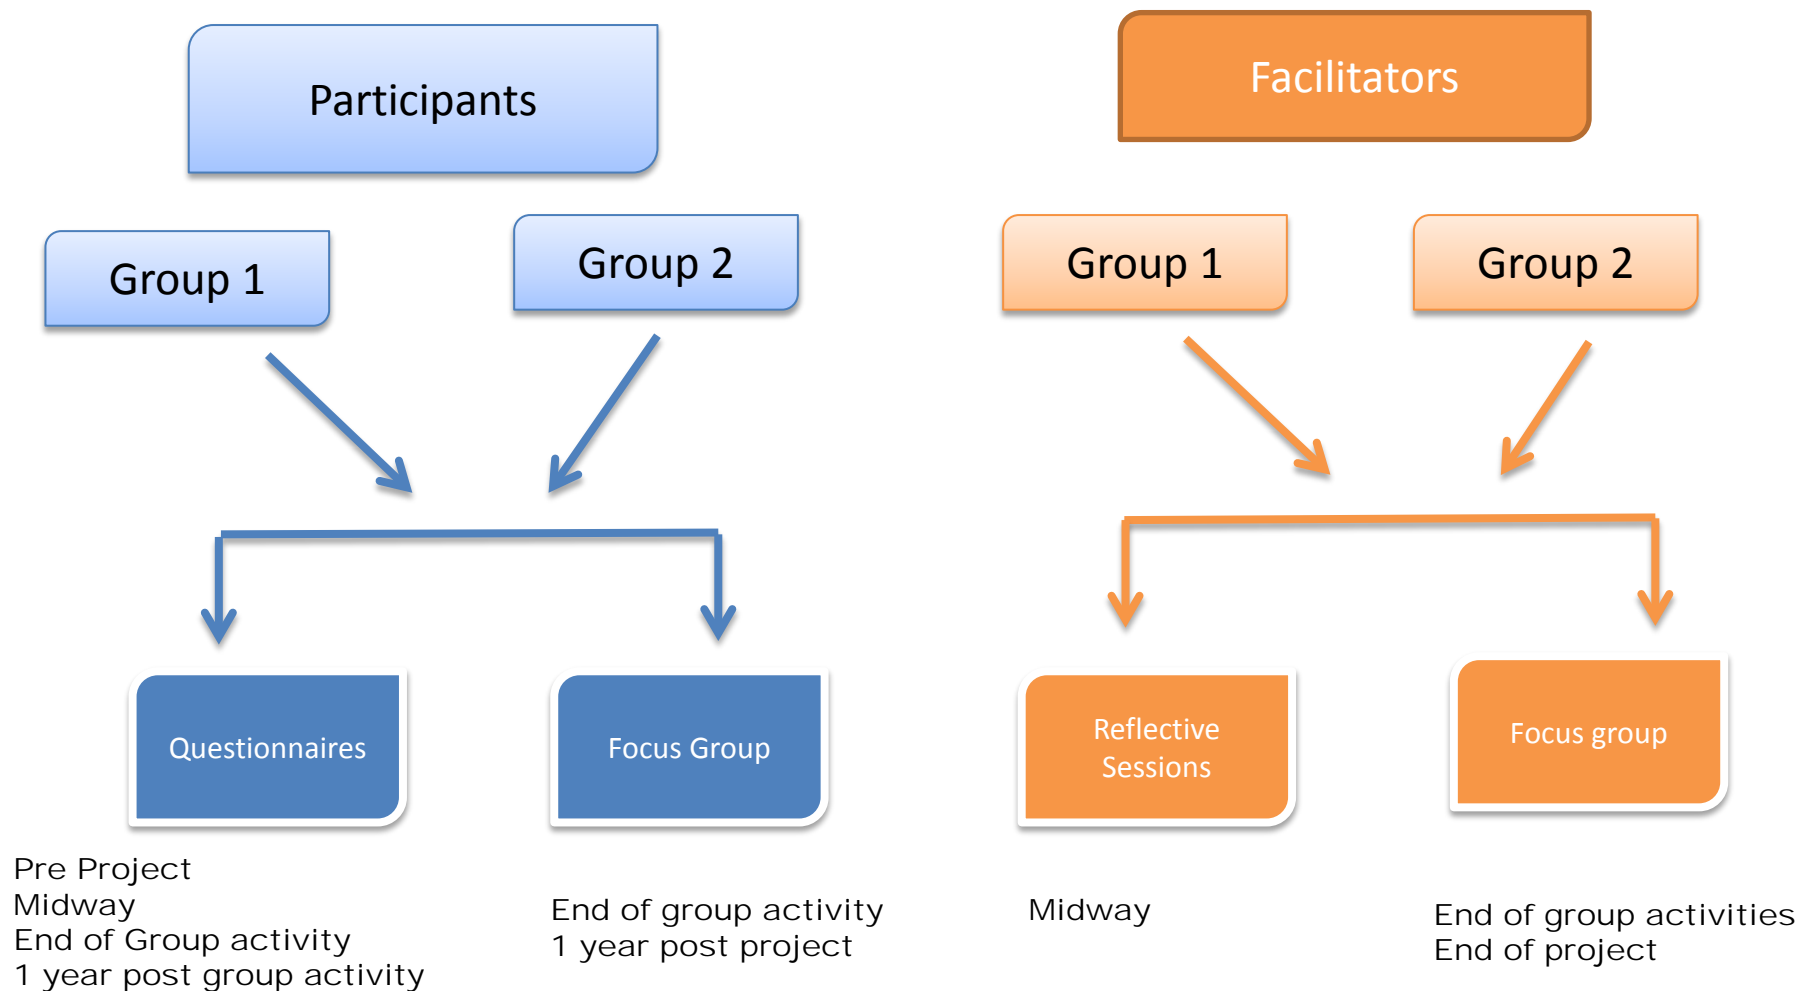 Participants
Facilitators
Group 1
Group 2
Group 1
Group 2
Questionnaires
Focus Group
Reflective
Sessions
Focus group
Pre Project
Midway
End of Group activity
1 year post group activity
End of group activity
1 year post project
Midway
End of group activities
End of project